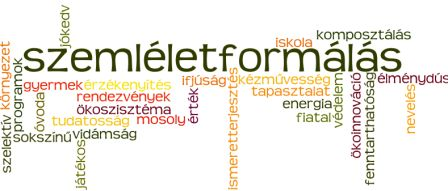 jókedv
iskola
komposztálás
szemléletformálás
környezet
programok
gyermek
érzékenyítés
ifjúság
kézművesség
élménydús
rendezvények
tapasztalat
ökoszisztéma
érték
energia
védelem
szelektív
óvoda
tudatosság
mosoly
fiatal
ismeretterjesztés
ökoinnováció
fenntarthatóság
nevelés
sokszínű
vidámság
játékos